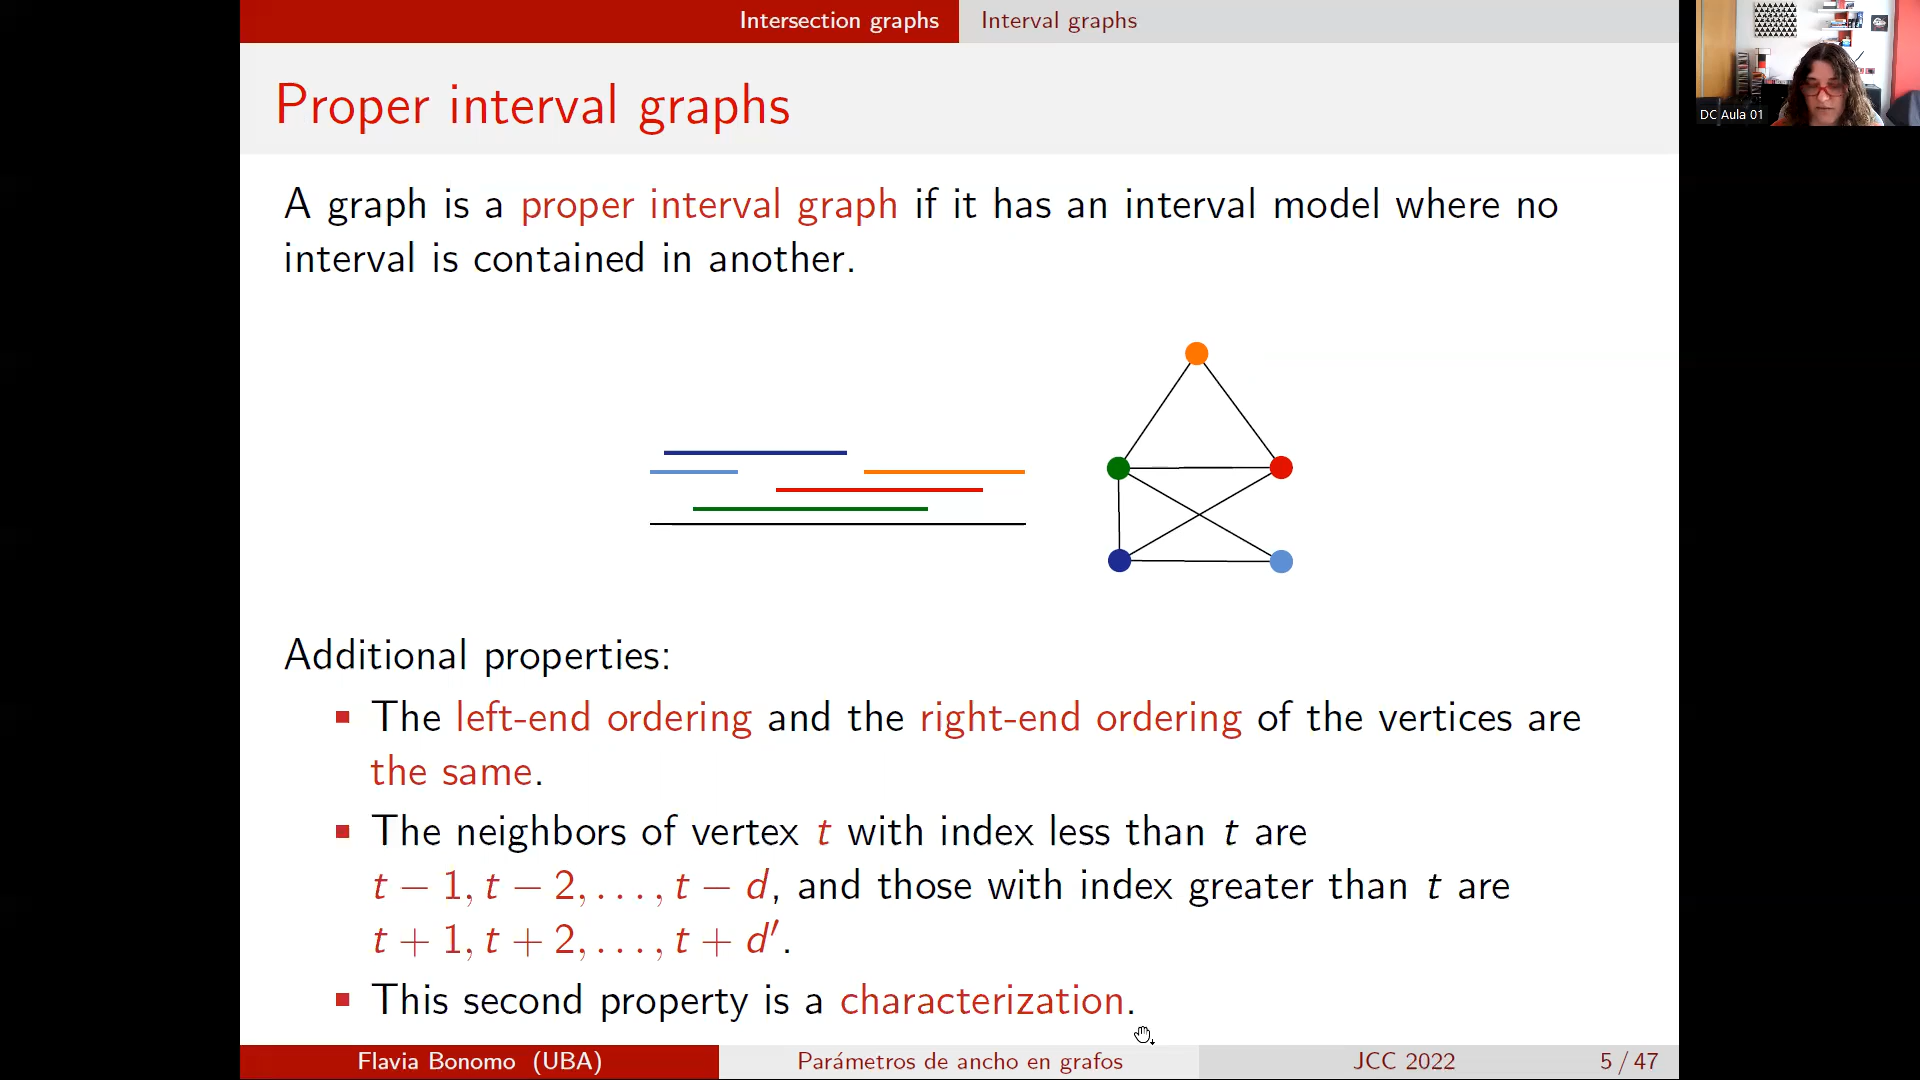 Intersection graphs Interval graphs
DC Aula 01
Proper interval graphs
A graph is a proper interval graph if it has an interval model where no
interval is contained in another.
Additional properties:
The left-end ordering and the right-end ordering of the vertices are
the same.
The neighbors of vertex t with index less than t are
t − 1, t − 2, . . . , t − d, and those with index greater than t are
t + 1, t + 2, . . . , t + d′.
This second property is a characterization.
Flavia Bonomo (UBA) Parámetros de ancho en grafos JCC 2022 5 / 47